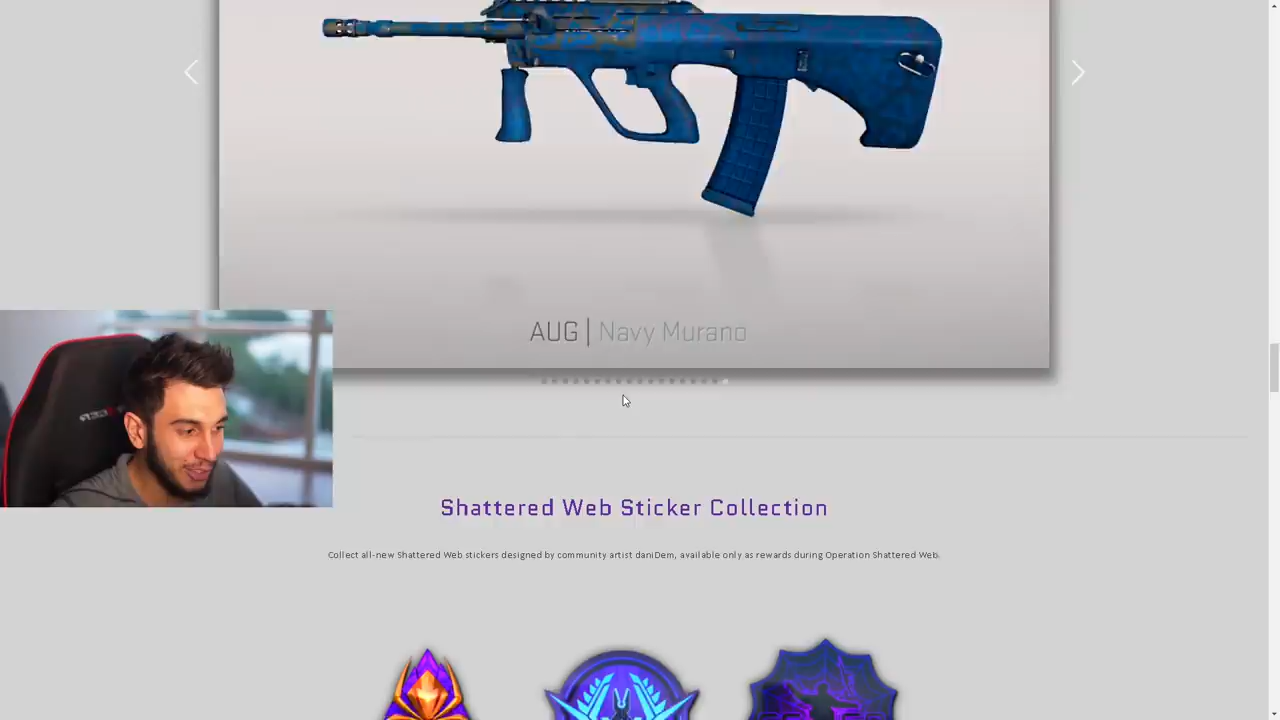 AUG | Navy Murano
Shattered Web Sticker Collection
Collect all-new Shattered Web stickers designed by community artist daniDem, available only as rewards during Operation Shattered Web.